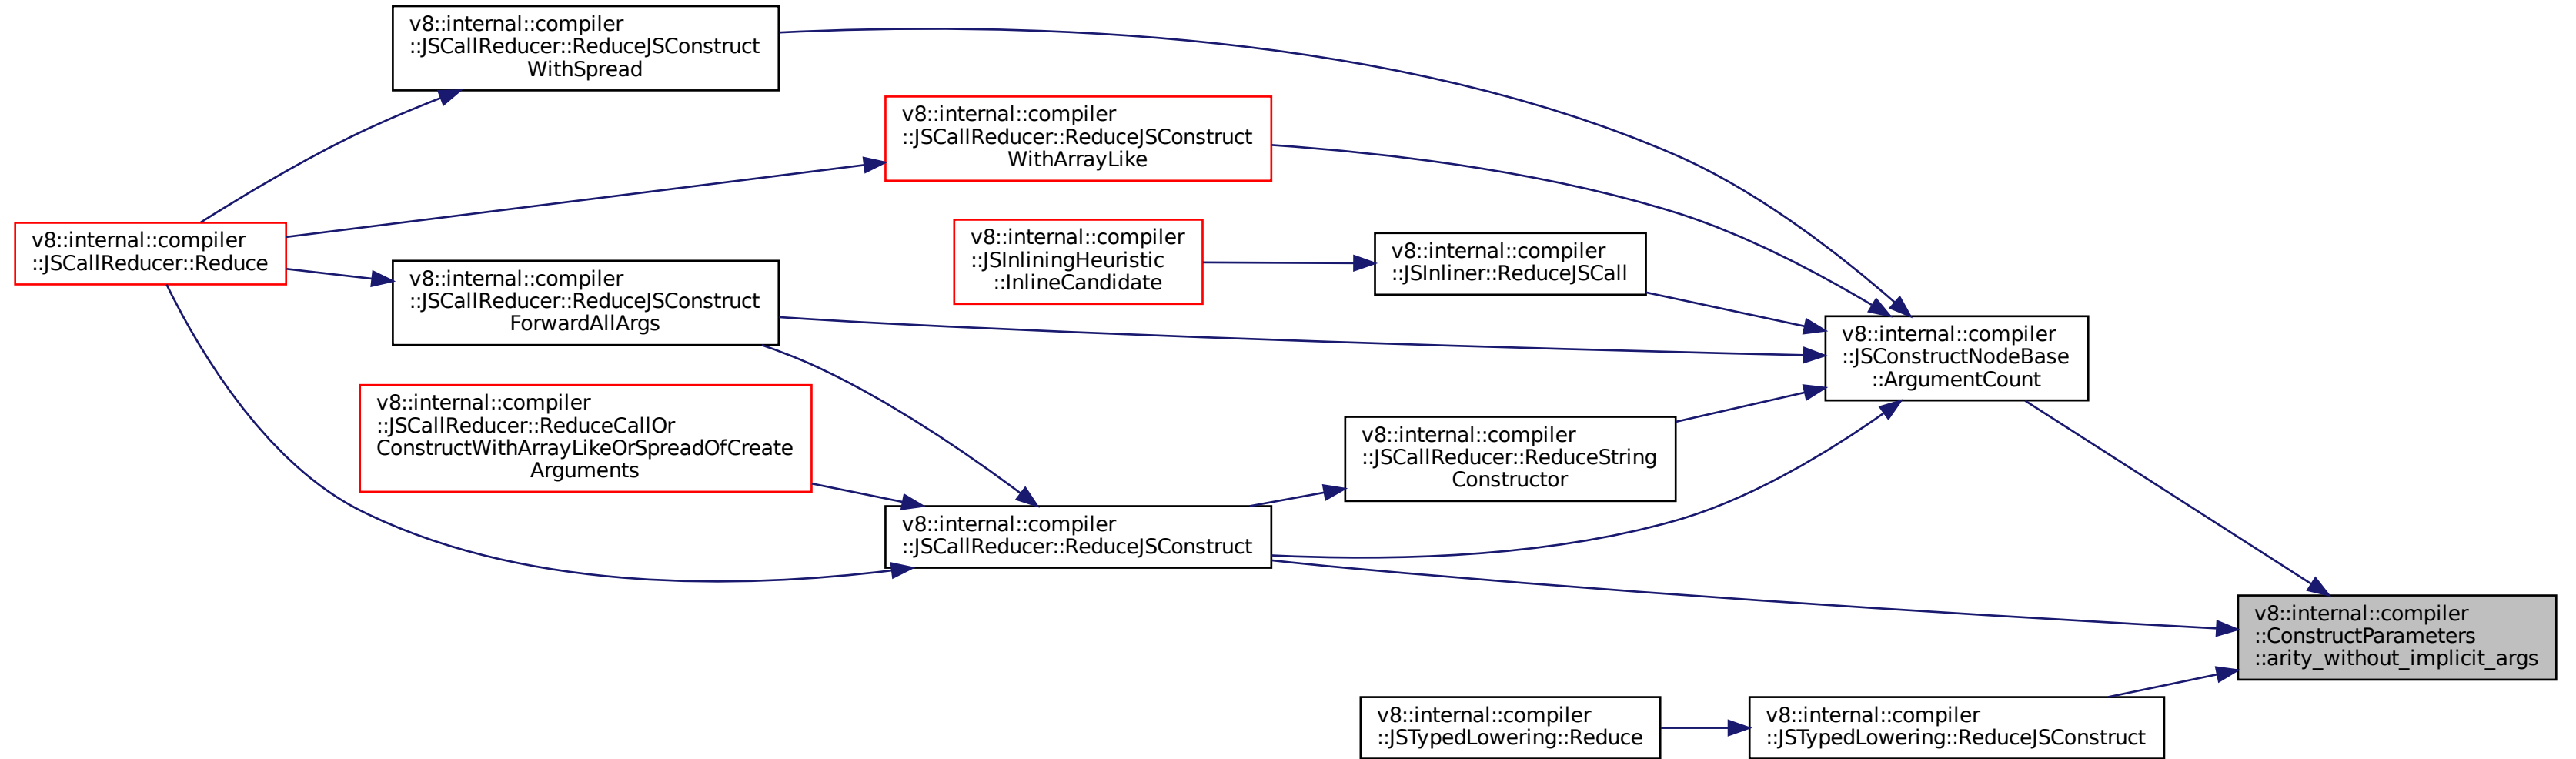 v8::internal::compiler
::JSCallReducer::ReduceJSConstruct
WithSpread
v8::internal::compiler
::JSCallReducer::ReduceJSConstruct
WithArrayLike
v8::internal::compiler
::JSCallReducer::Reduce
v8::internal::compiler
::JSInliningHeuristic
::InlineCandidate
v8::internal::compiler
::JSInliner::ReduceJSCall
v8::internal::compiler
::JSCallReducer::ReduceJSConstruct
ForwardAllArgs
v8::internal::compiler
::JSConstructNodeBase
::ArgumentCount
v8::internal::compiler
::JSCallReducer::ReduceCallOr
ConstructWithArrayLikeOrSpreadOfCreate
Arguments
v8::internal::compiler
::JSCallReducer::ReduceString
Constructor
v8::internal::compiler
::JSCallReducer::ReduceJSConstruct
v8::internal::compiler
::ConstructParameters
::arity_without_implicit_args
v8::internal::compiler
::JSTypedLowering::Reduce
v8::internal::compiler
::JSTypedLowering::ReduceJSConstruct